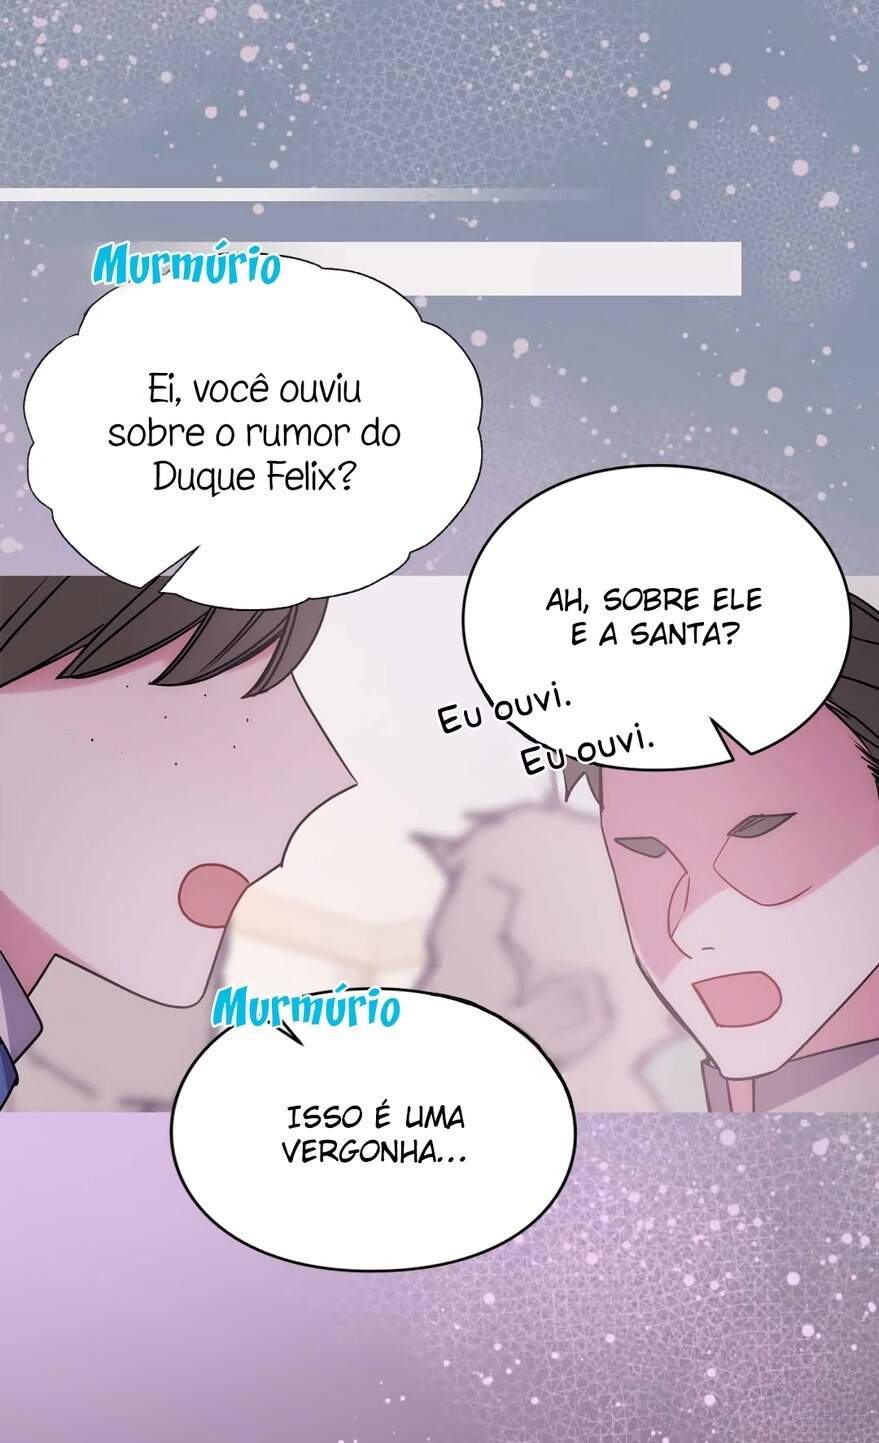 Murmúrio
Ei, você ouviu
sobre o rumor do
Duque Felix?
AH, SOBRE ELE
E A SANTA?
Eu ouvi.
Eu ouvi.
Murmúrio
ISSO É UMA
VERGONHA...